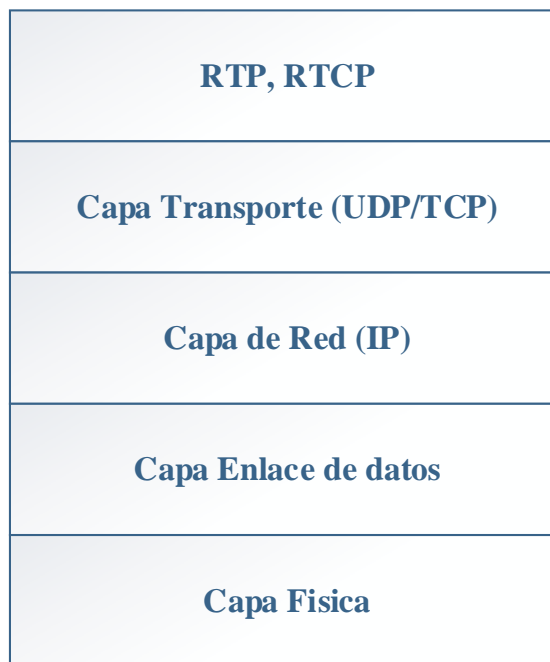 RTP, RTCP
Capa Transporte (UDP/TCP)
Capa de Red (IP)
Capa Enlace de datos
Capa Fisica